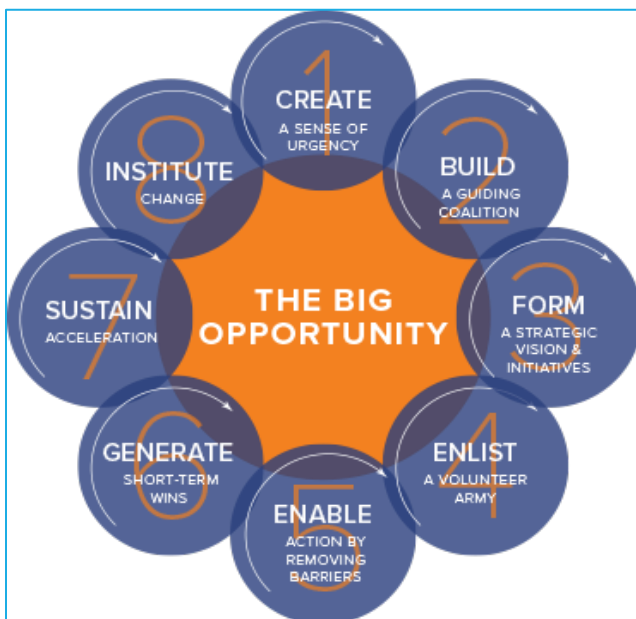 1
CREATE
A SENSE OF
URGENCY
2
BUILD
A GUIDING
COALITION
3
FORM
A STRATEGIC
VISION &
INITIATIVES
4
ENLIST
A VOLUNTEER
ARMY
5
ENABLE
ACTION BY
REMOVING
BARRIERS
6
GENERATE
SHORT-TERM
WINS
7
SUSTAIN
ACCELERATION
8
INSTITUTE
CHANGE
THE BIG
OPPORTUNITY